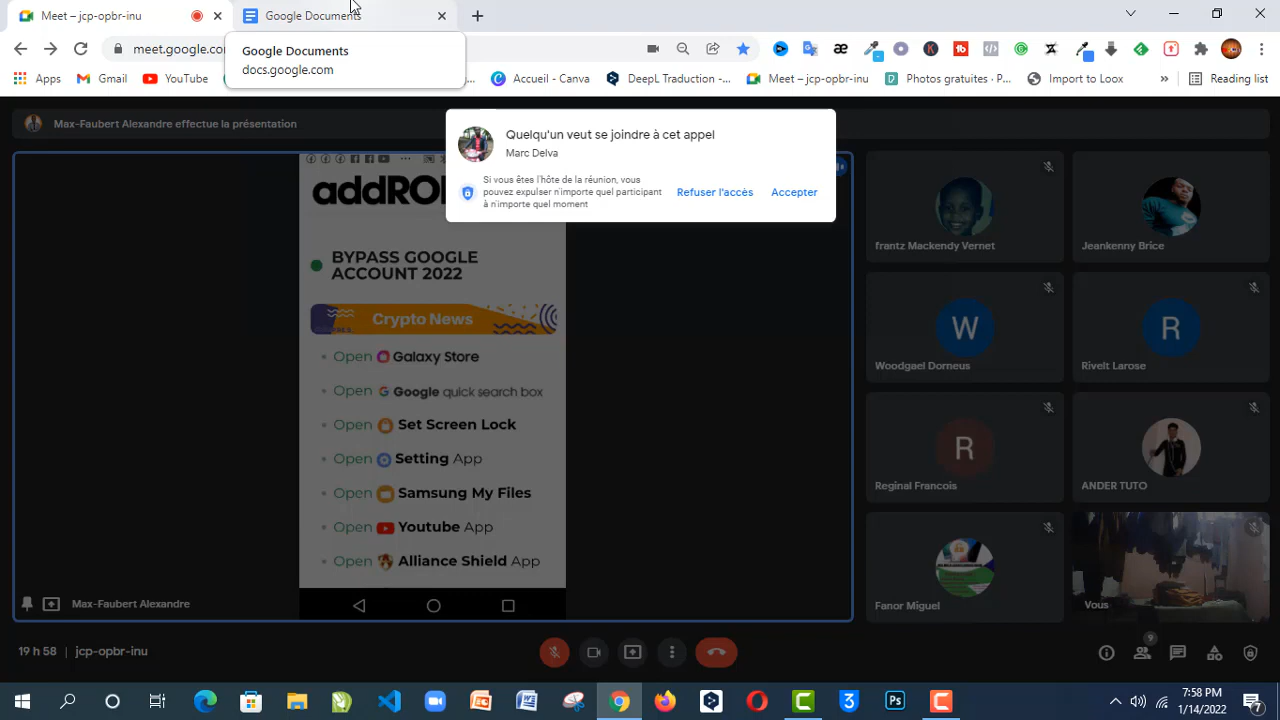 Meet – jcp-opbr-inu
Google Documents
meet.google.co
Google Documents
docs.google.com
Apps
Gmail
YouTube
Accueil - Canva
DeepL Traduction -...
Meet – jcp-opbr-inu
Photos gratuites · P...
Import to Loox
»
Reading list
Max-Faubert Alexandre effectue la présentation
Quelqu'un veut se joindre à cet appel
Marc Delva
Si vous êtes l'hôte de la réunion, vous
pouvez expulser n'importe quel participant
à n'importe quel moment
Refuser l'accès
Accepter
BYPASS GOOGLE
ACCOUNT 2022
Crypto News
Open Galaxy Store
Open Google quick search box
Open Set Screen Lock
Open Setting App
Open Samsung My Files
Open Youtube App
Open Alliance Shield App
Max-Faubert Alexandre
frantz Mackendy Vernet
Jeankenny Brice
W
Woodgael Dorneus
R
Rivelt Larose
R
Reginal Francois
ANDER TUTO
Fanor Miguel
Vous
19 h 58 | jcp-opbr-inu
9
7:58 PM
1/14/2022
7